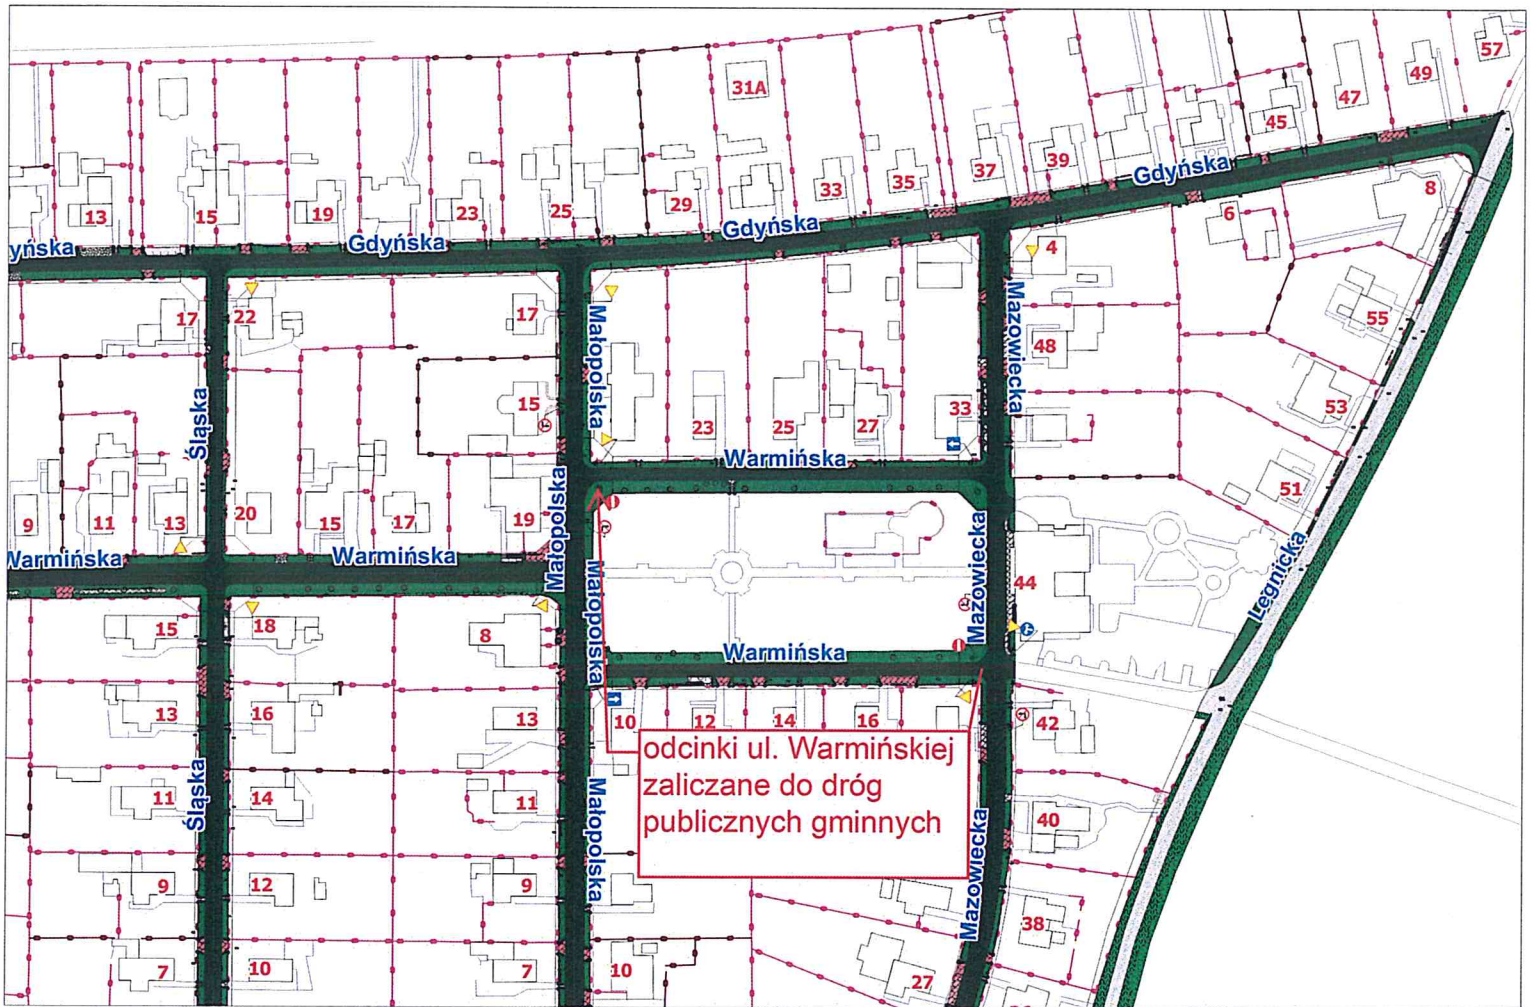 57
49
47
31A
45
39
37
35
33
29
25
23
19
15
13
8
6
4
Gdyńska
Gdyńska
Gdyńska
yńska
55
53
51
17
22
17
48
Mazowiecka
Małopolska
Śląska
15
23
25
27
33
Warmińska
9
11
13
20
15
17
19
Małopolska
Mazowiecka
44
Legnicka
Warmińska
Warmińska
Małopolska
15
18
8
Warmińska
13
16
13
10
12
14
16
42
odcinki ul. Warmińskiej
zaliczane do dróg
publicznych gminnych
11
14
11
Śląska
Małopolska
Mazowiecka
40
9
12
9
38
7
10
7
10
27